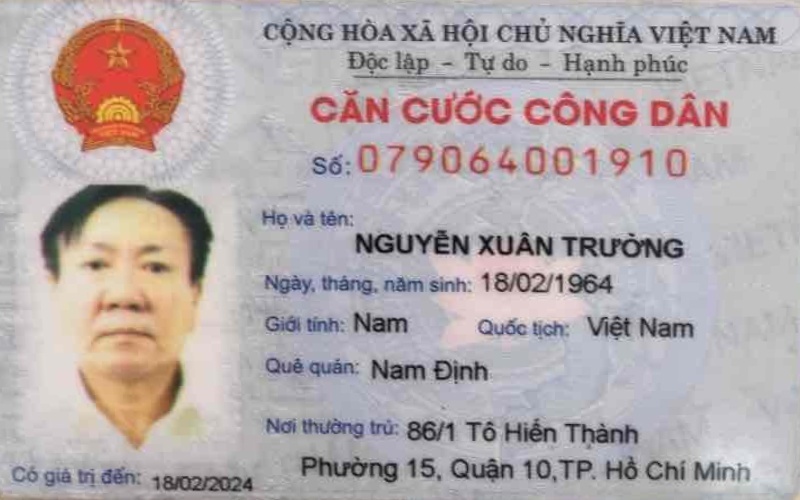 CỘNG HÒA XÃ HỘI CHỦ NGHĨA VIỆT NAM
Độc lập - Tự do - Hạnh phúc
CĂN CƯỚC CÔNG DÂN
Số: 079064001910
Họ và tên:
NGUYỄN XUÂN TRƯỜNG
Ngày, tháng, năm sinh: 18/02/1964
Giới tính: Nam Quốc tịch: Việt Nam
Quê quán: Nam Định
Nơi thường trú: 86/1 Tô Hiến Thành
Phường 15, Quận 10,TP. Hồ Chí Minh
Có giá trị đến: 18/02/2024